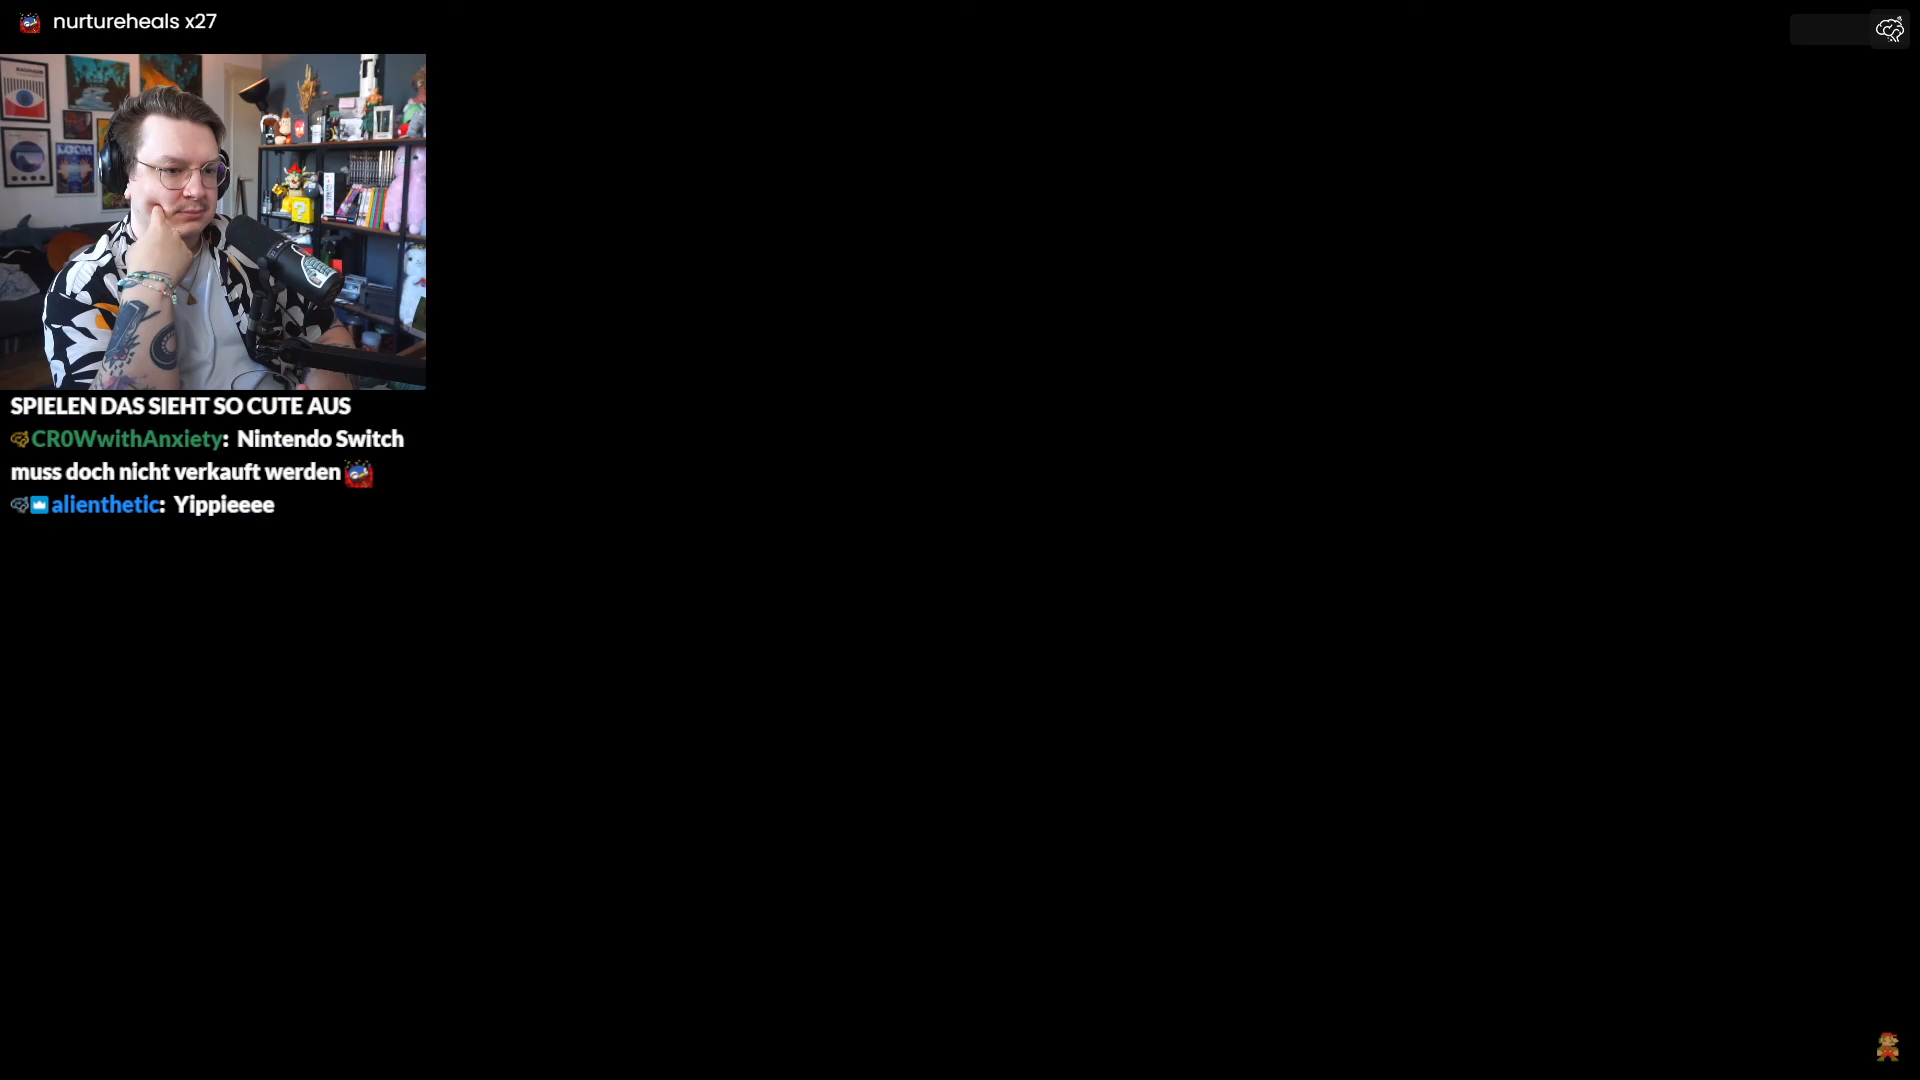 nurtureheals x27
SPIELEN DAS SIEHT SO CUTE AUS
CR0WwithAnxiety: Nintendo Switch
muss doch nicht verkauft werden
alienthetic: Yippieeee